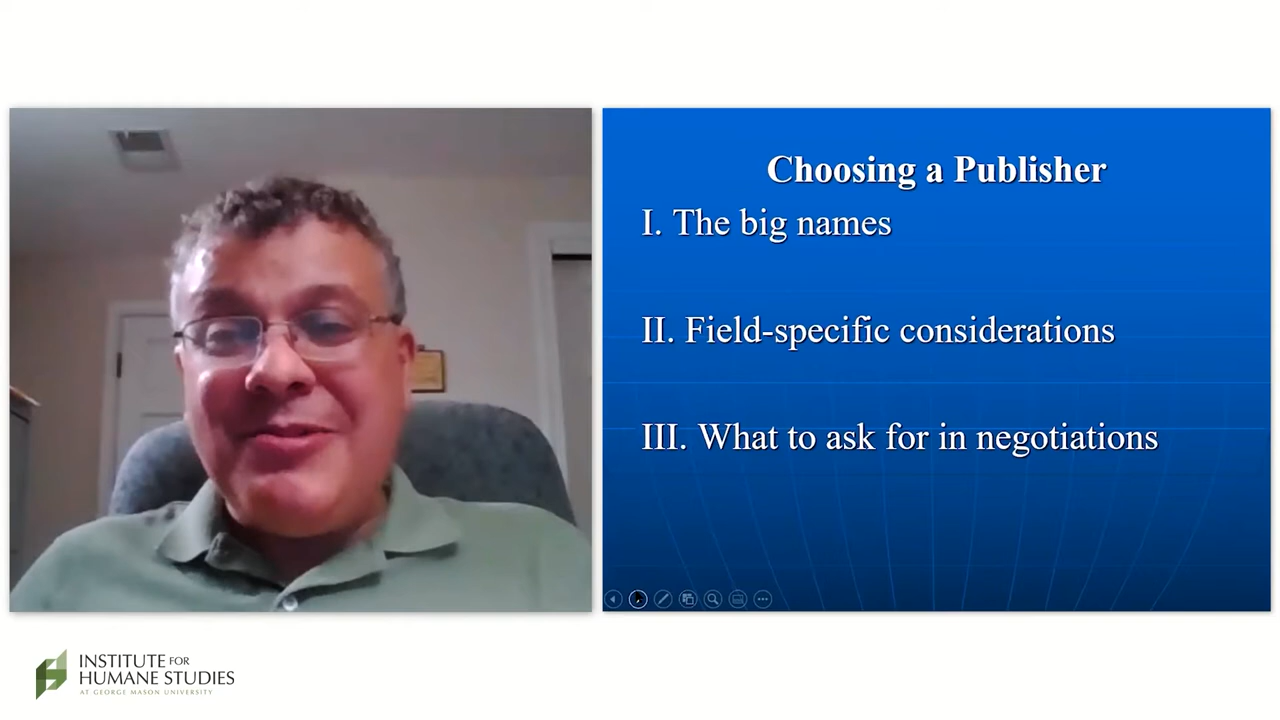 Choosing a Publisher
I. The big names
II. Field-specific considerations
III. What to ask for in negotiations
INSTITUTE FOR
HUMANE STUDIES
AT GEORGE MASON UNIVERSITY